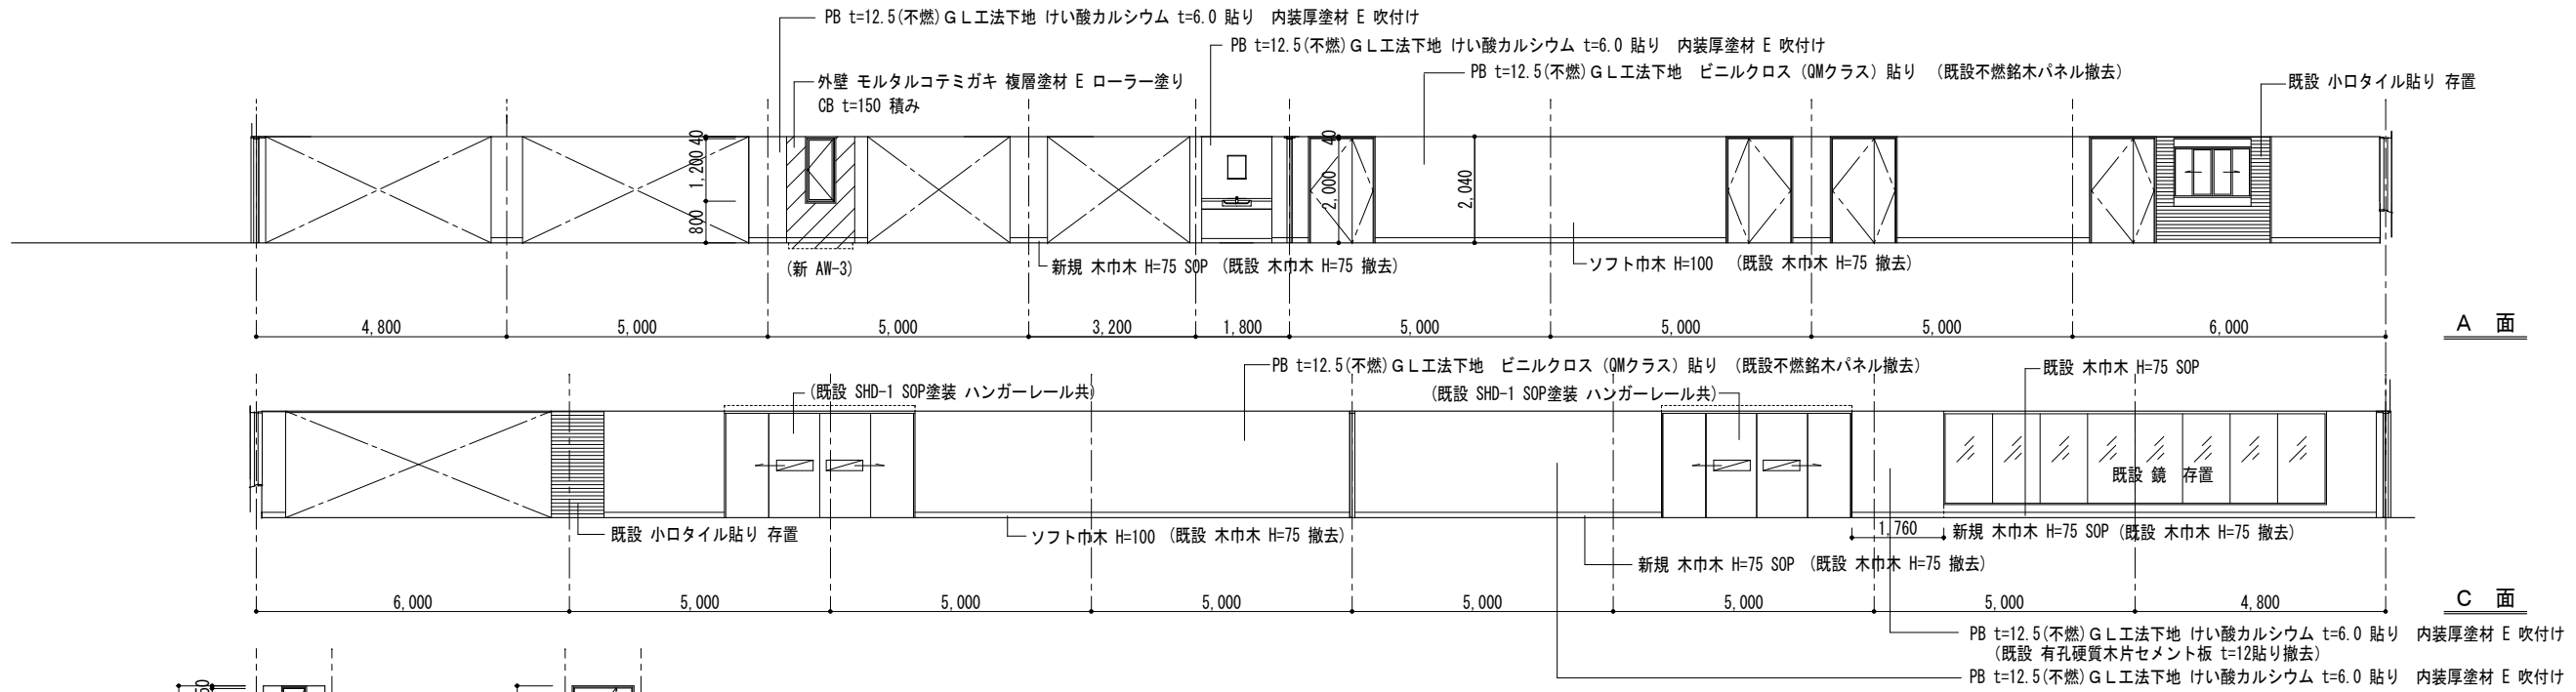 PB t=12.5(不燃)GL工法下地 けい酸カルシウム t=6.0 貼り 内装厚塗材 E 吹付け
PB t=12.5(不燃)GL工法下地 けい酸カルシウム t=6.0 貼り 内装厚塗材 E 吹付け
PB t=12.5(不燃)GL工法下地 ビニルクロス (QMクラス) 貼り (既設不燃銘木パネル撤去)
外壁 モルタルコテミガキ 複層塗材 E ローラー塗り
CB t=150 積み
既設 小口タイル貼り 存置
40
1,200
800
40
2,000
2,040
(新 AW-3)
新規 木巾木 H=75 SOP (既設 木巾木 H=75 撤去)
ソフト巾木 H=100 (既設 木巾木 H=75 撤去)
4,800 5,000 5,000 3,200 1,800 5,000 5,000 5,000 6,000
A 面
PB t=12.5(不燃)GL工法下地 ビニルクロス (QMクラス) 貼り (既設不燃銘木パネル撤去)
既設 木巾木 H=75 SOP
(既設 SHD-1 SOP塗装 ハンガーレール共)
(既設 SHD-1 SOP塗装 ハンガーレール共)
既設 鏡 存置
既設 小口タイル貼り 存置
ソフト巾木 H=100 (既設 木巾木 H=75 撤去)
1,760
新規 木巾木 H=75 SOP (既設 木巾木 H=75 撤去)
新規 木巾木 H=75 SOP (既設 木巾木 H=75 撤去)
6,000 5,000 5,000 5,000 5,000 5,000 5,000 4,800
C 面
PB t=12.5(不燃)GL工法下地 けい酸カルシウム t=6.0 貼り 内装厚塗材 E 吹付け
(既設 有孔硬質木片セメント板 t=12貼り撤去)
PB t=12.5(不燃)GL工法下地 けい酸カルシウム t=6.0 貼り 内装厚塗材 E 吹付け